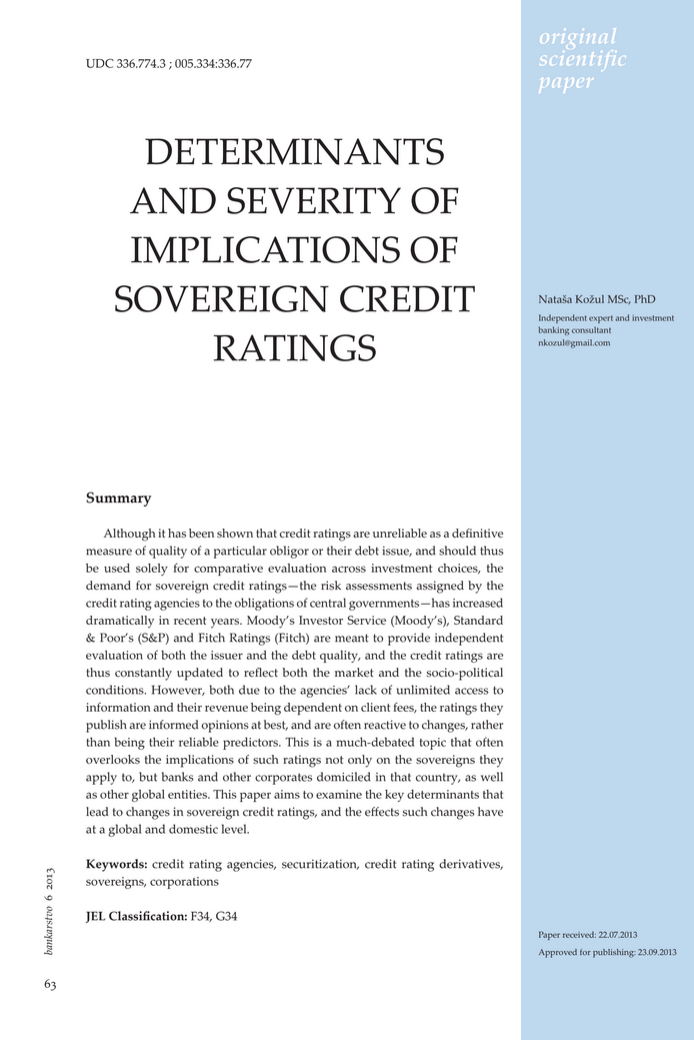 original
scientific
paper
UDC 336.774.3 ; 005.334:336.77
DETERMINANTS
AND SEVERITY OF
IMPLICATIONS OF
SOVEREIGN CREDIT
RATINGS
Nataša Kožul MSc, PhD
Independent expert and investment
banking consultant
nkozul@gmail.com
Summary
Although it has been shown that credit ratings are unreliable as a definitive
measure of quality of a particular obligor or their debt issue, and should thus
be used solely for comparative evaluation across investment choices, the
demand for sovereign credit ratings—the risk assessments assigned by the
credit rating agencies to the obligations of central governments—has increased
dramatically in recent years. Moody's Investor Service (Moody's), Standard
& Poor's (S&P) and Fitch Ratings (Fitch) are meant to provide independent
evaluation of both the issuer and the debt quality, and the credit ratings are
thus constantly updated to reflect both the market and the socio-political
conditions. However, both due to the agencies' lack of unlimited access to
information and their revenue being dependent on client fees, the ratings they
publish are informed opinions at best, and are often reactive to changes, rather
than being their reliable predictors. This is a much-debated topic that often
overlooks the implications of such ratings not only on the sovereigns they
apply to, but banks and other corporates domiciled in that country, as well
as other global entities. This paper aims to examine the key determinants that
lead to changes in sovereign credit ratings, and the effects such changes have
at a global and domestic level.
Keywords: credit rating agencies, securitization, credit rating derivatives,
sovereigns, corporations
JEL Classification: F34, G34
Paper received: 22.07.2013
Approved for publishing: 23.09.2013
bankarstvo 6 2013
63